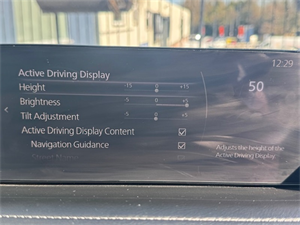 12:29
Active Driving Display
Height -15 0 +15
50
Brightness -5 0 +5
Tilt Adjustment -5 0 +5
Active Driving Display Content
Navigation Guidance
Adjusts the height of the
Active Driving Display